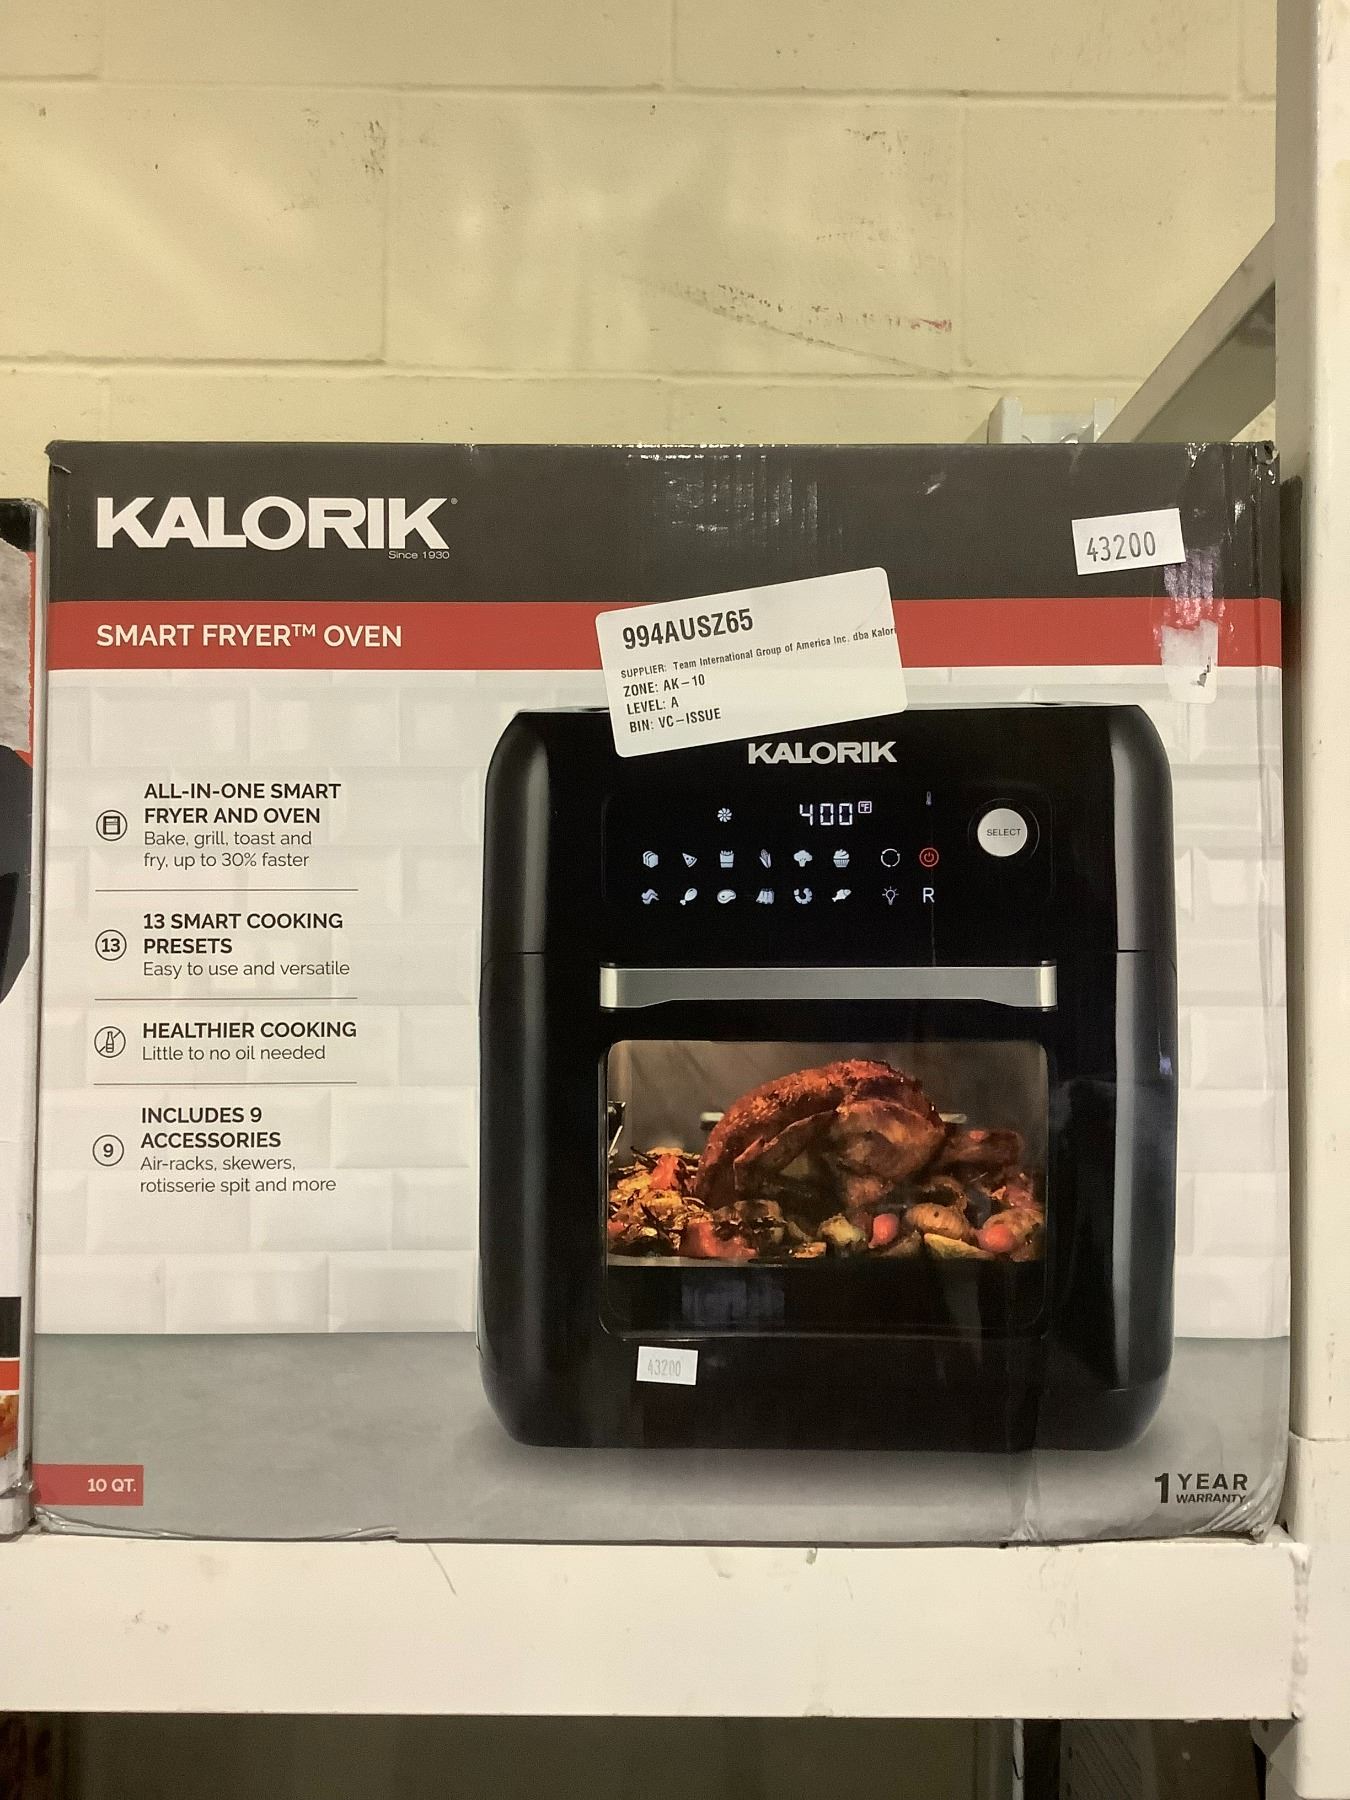 KALORIK®
Since 1930
43200
SMART FRYER™ OVEN
994AUSZ65
SUPPLIER: Team International Group of America Inc. dba Kalori
ZONE: AK-10
LEVEL: A
BIN: VC-ISSUE
KALORIK
400 °F
SELECT
R
ALL-IN-ONE SMART
FRYER AND OVEN
Bake, grill, toast and
fry, up to 30% faster
13
13 SMART COOKING
PRESETS
Easy to use and versatile
HEALTHIER COOKING
Little to no oil needed
9
INCLUDES 9
ACCESSORIES
Air-racks, skewers,
rotisserie spit and more
43200
10 QT.
1 YEAR
WARRANTY